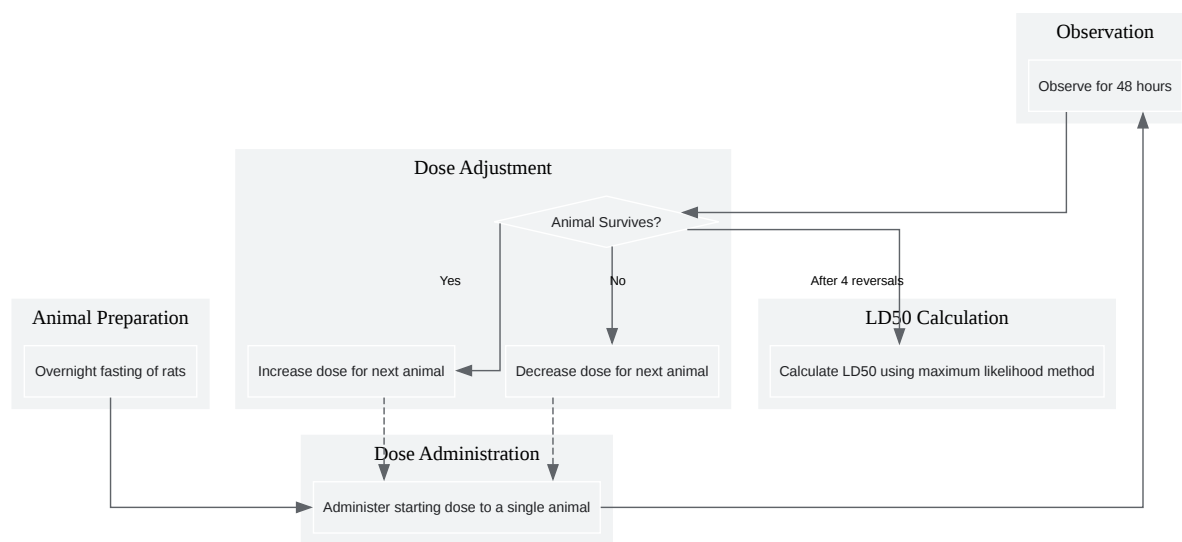 Observation
Observe for 48 hours
Dose Adjustment
Animal Survives?
Yes
No
After 4 reversals
Animal Preparation
LD50 Calculation
Overnight fasting of rats
Increase dose for next animal
Decrease dose for next animal
Calculate LD50 using maximum likelihood method
Dose Administration
Administer starting dose to a single animal